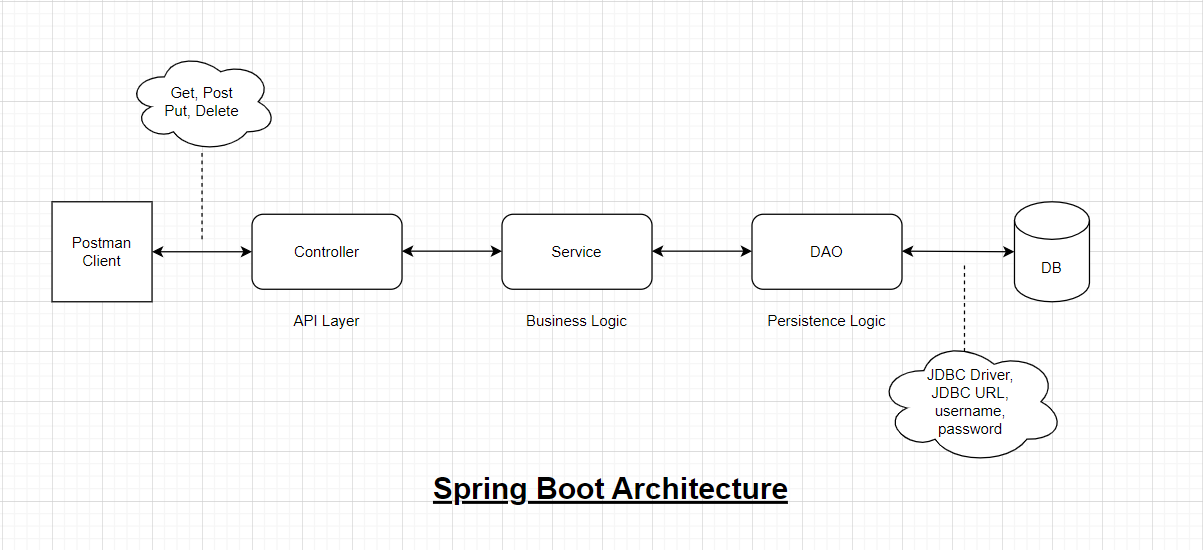 Get, Post
Put, Delete
Postman
Client
Controller
Service
DAO
DB
API Layer
Business Logic
Persistence Logic
JDBC Driver,
JDBC URL,
username,
password
Spring Boot Architecture